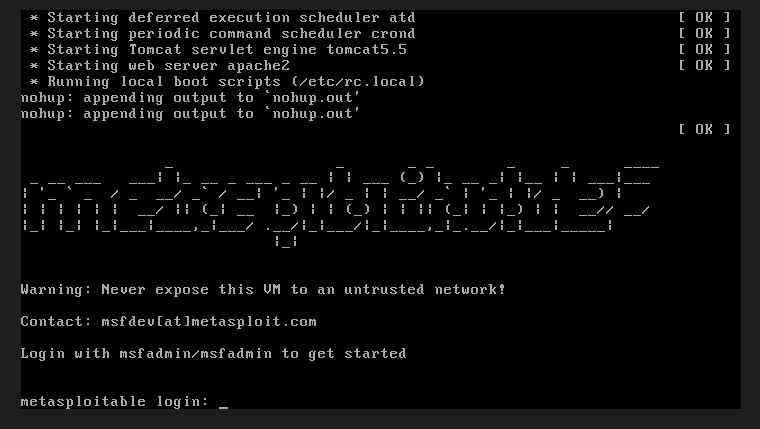 * Starting deferred execution scheduler atd [ OK ]
* Starting periodic command scheduler crond [ OK ]
* Starting Tomcat servlet engine tomcat5.5 [ OK ]
* Starting web server apache2 [ OK ]
* Running local boot scripts (/etc/rc.local)
nohup: appending output to `nohup.out'
nohup: appending output to `nohup.out'
[ OK ]
metasploitable2
Warning: Never expose this VM to an untrusted network!
Contact: msfdev[at]metasploit.com
Login with msfadmin/msfadmin to get started
metasploitable login: _